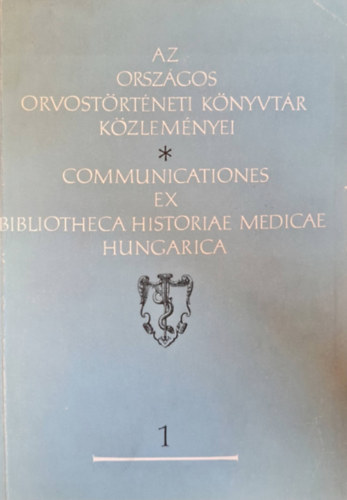 AZ
ORSZÁGOS
ORVOSTÖRTÉNETI KÖNYVTÁR
KÖZLEMÉNYEI
*
COMMUNICATIONES
EX
BIBLIOTHECA HISTORIAE MEDICAE
HUNGARICA
1